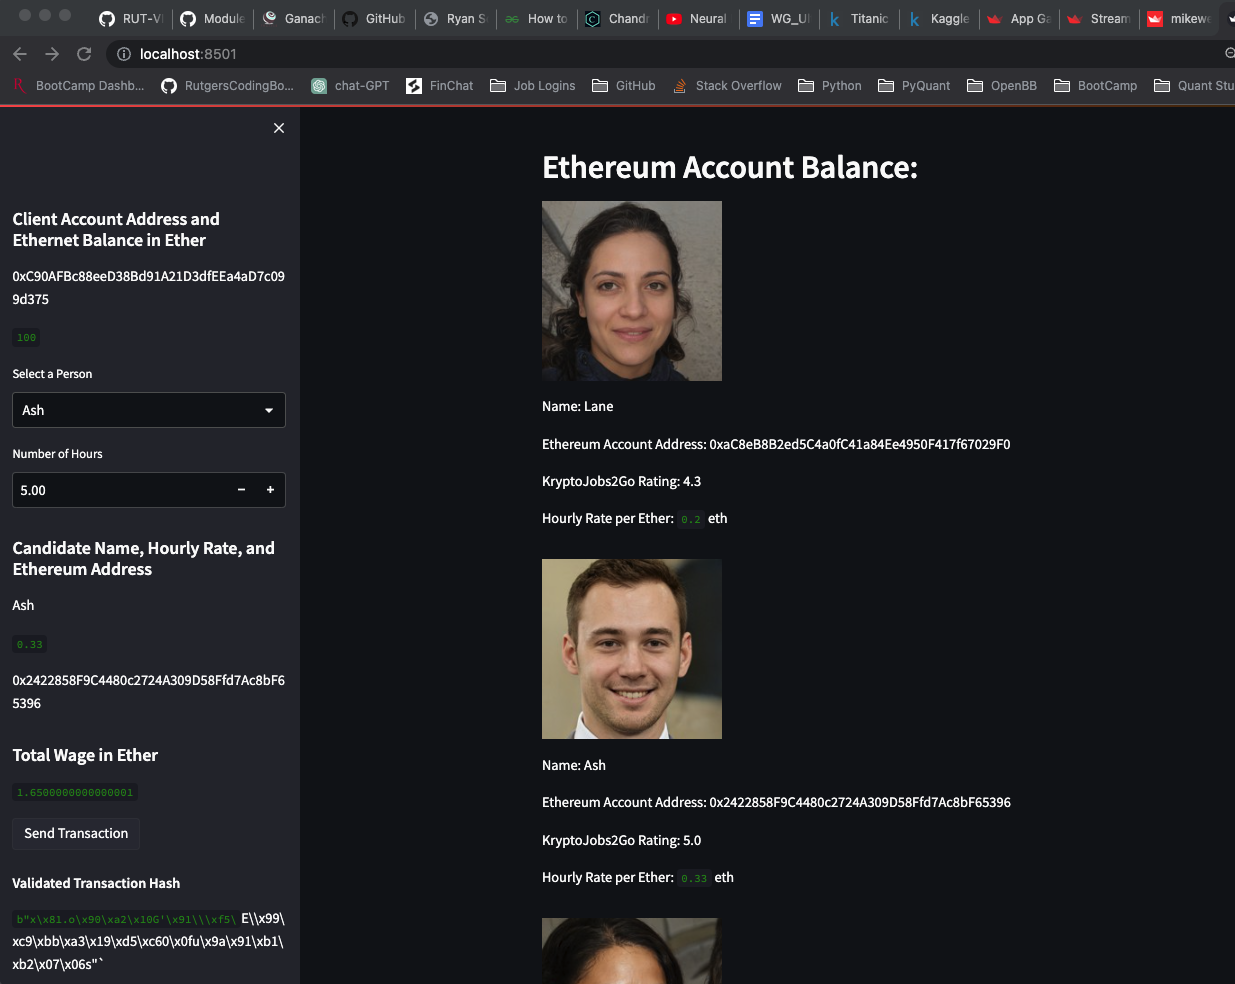 RUT-VI
Module
Ganach
GitHub
Ryan S
How to
Chandr
Neural
WG_UI
Titanic
Kaggle
App Ga
Stream
mikewe
localhost:8501
BootCamp Dashb...
RutgersCodingBo...
chat-GPT
FinChat
Job Logins
GitHub
Stack Overflow
Python
PyQuant
OpenBB
BootCamp
Quant Stu
Client Account Address and
Ethernet Balance in Ether
0xC90AFBc88eeD38Bd91A21D3dfEEa4aD7c09
9d375
100
Select a Person
Ash
Number of Hours
5.00
Candidate Name, Hourly Rate, and
Ethereum Address
Ash
0.33
0x2422858F9C4480c2724A309D58Ffd7Ac8bF6
5396
Total Wage in Ether
1.6500000000000001
Send Transaction
Validated Transaction Hash
b"x\x81.o\x90\xa2\x10G'\x91\\\xf5\ E\\x99\
xc9\xbb\xa3\x19\xd5\xc60\x0fu\x9a\x91\xb1\
xb2\x07\x06s"`
Ethereum Account Balance:
Name: Lane
Ethereum Account Address: 0xaC8eB8B2ed5C4a0fC41a84Ee4950F417f67029F0
KryptoJobs2Go Rating: 4.3
Hourly Rate per Ether: 0.2 eth
Name: Ash
Ethereum Account Address: 0x2422858F9C4480c2724A309D58Ffd7Ac8bF65396
KryptoJobs2Go Rating: 5.0
Hourly Rate per Ether: 0.33 eth